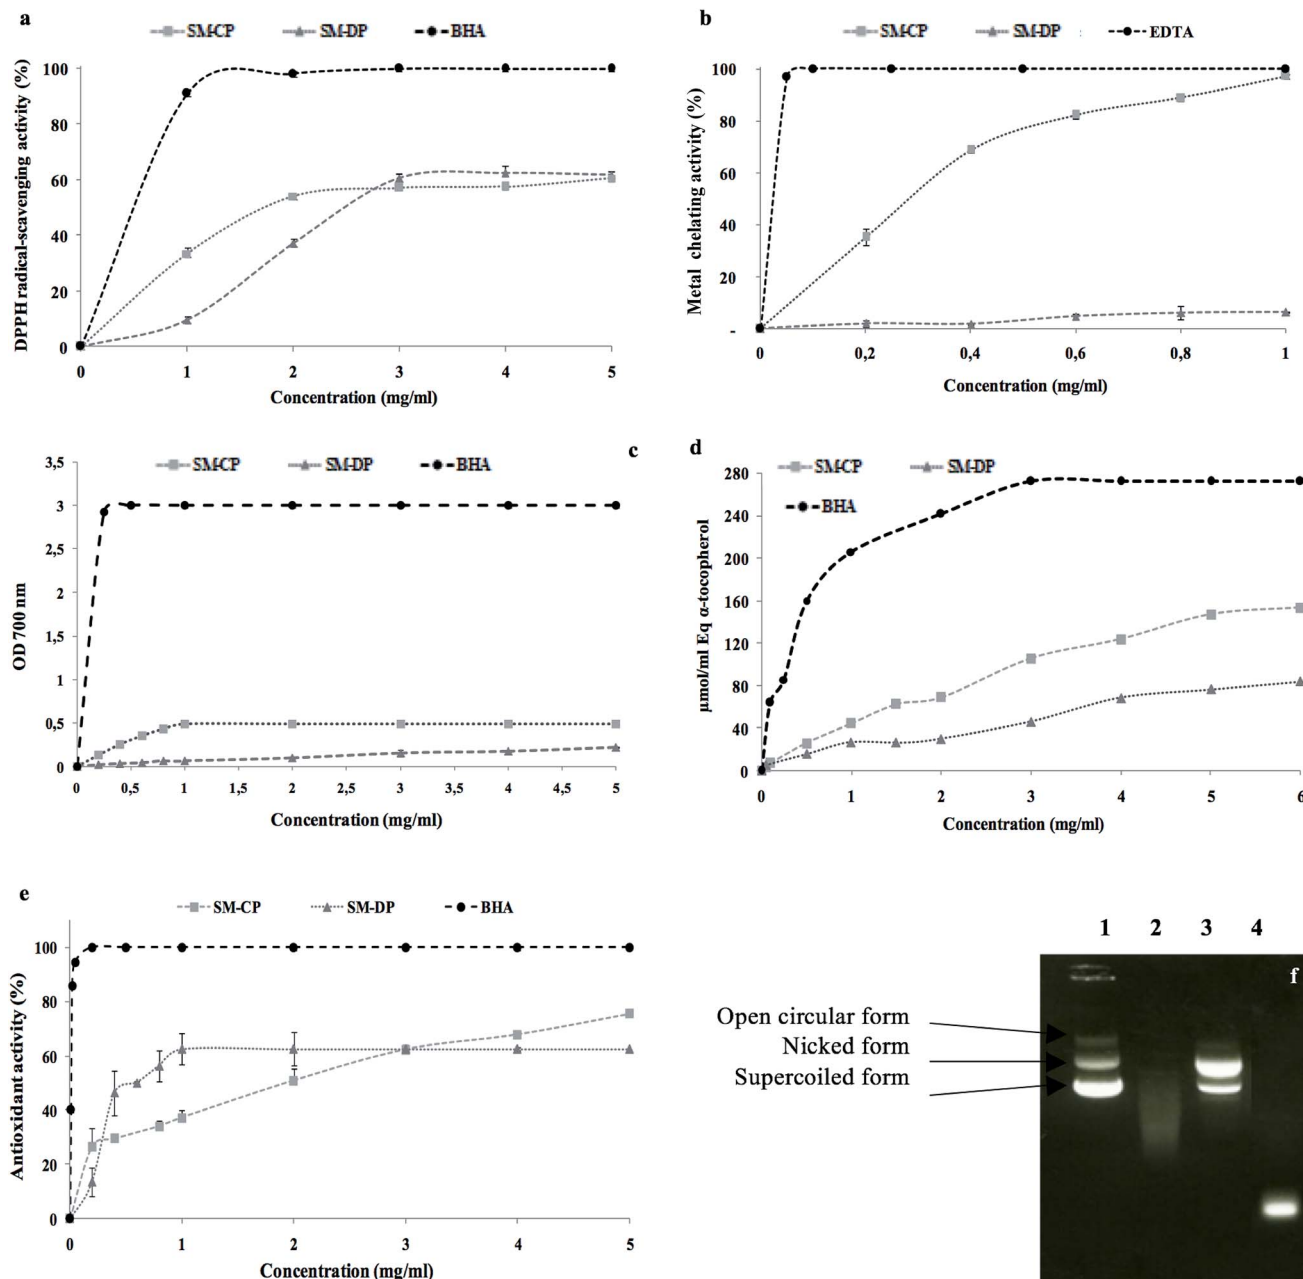 a
SM-CP SM-DP BHA
DPPH radical-scavenging activity (%)
100
80
60
40
20
0
0 1 2 3 4 5
Concentration (mg/ml)
b
SM-CP SM-DP EDTA
Metal chelating activity (%)
100
80
60
40
20
-
0 0,2 0,4 0,6 0,8 1
Concentration (mg/ml)
c
SM-CP SM-DP BHA
OD 700 nm
3,5
3
2,5
2
1,5
1
0,5
0
0 0,5 1 1,5 2 2,5 3 3,5 4 4,5 5
Concentration (mg/ml)
d
SM-CP SM-DP
BHA
µmol/ml Eq α-tocopherol
280
240
200
160
120
80
40
0
0 1 2 3 4 5 6
Concentration (mg/ml)
e
SM-CP SM-DP BHA
Antioxidant activity (%)
100
80
60
40
20
0
0 1 2 3 4 5
Concentration (mg/ml)
1 2 3 4
f
Open circular form
Nicked form
Supercoiled form